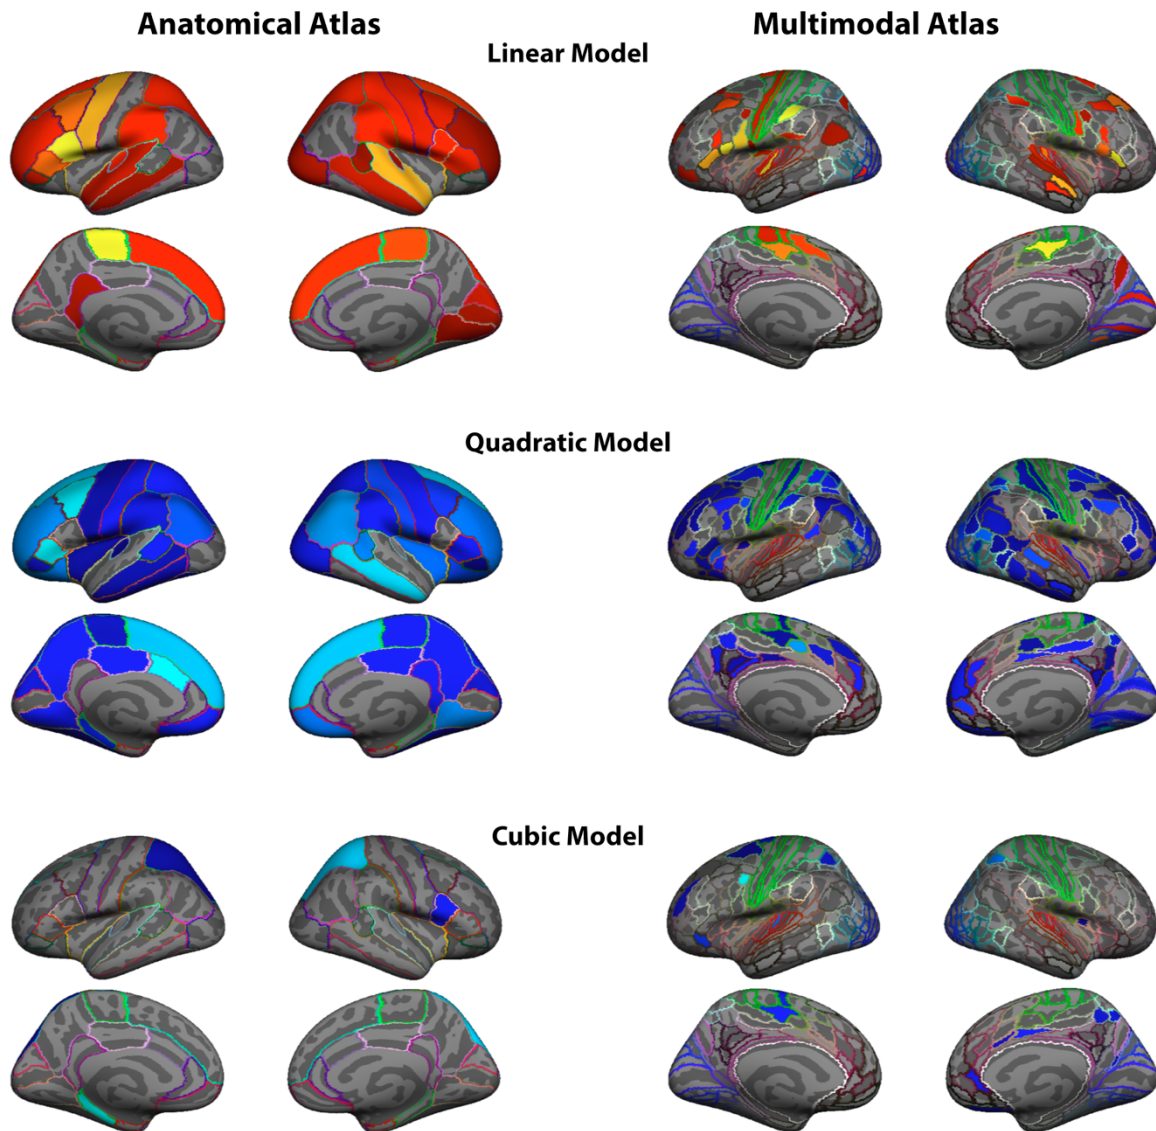 Anatomical Atlas
Multimodal Atlas
Linear Model
Quadratic Model
Cubic Model